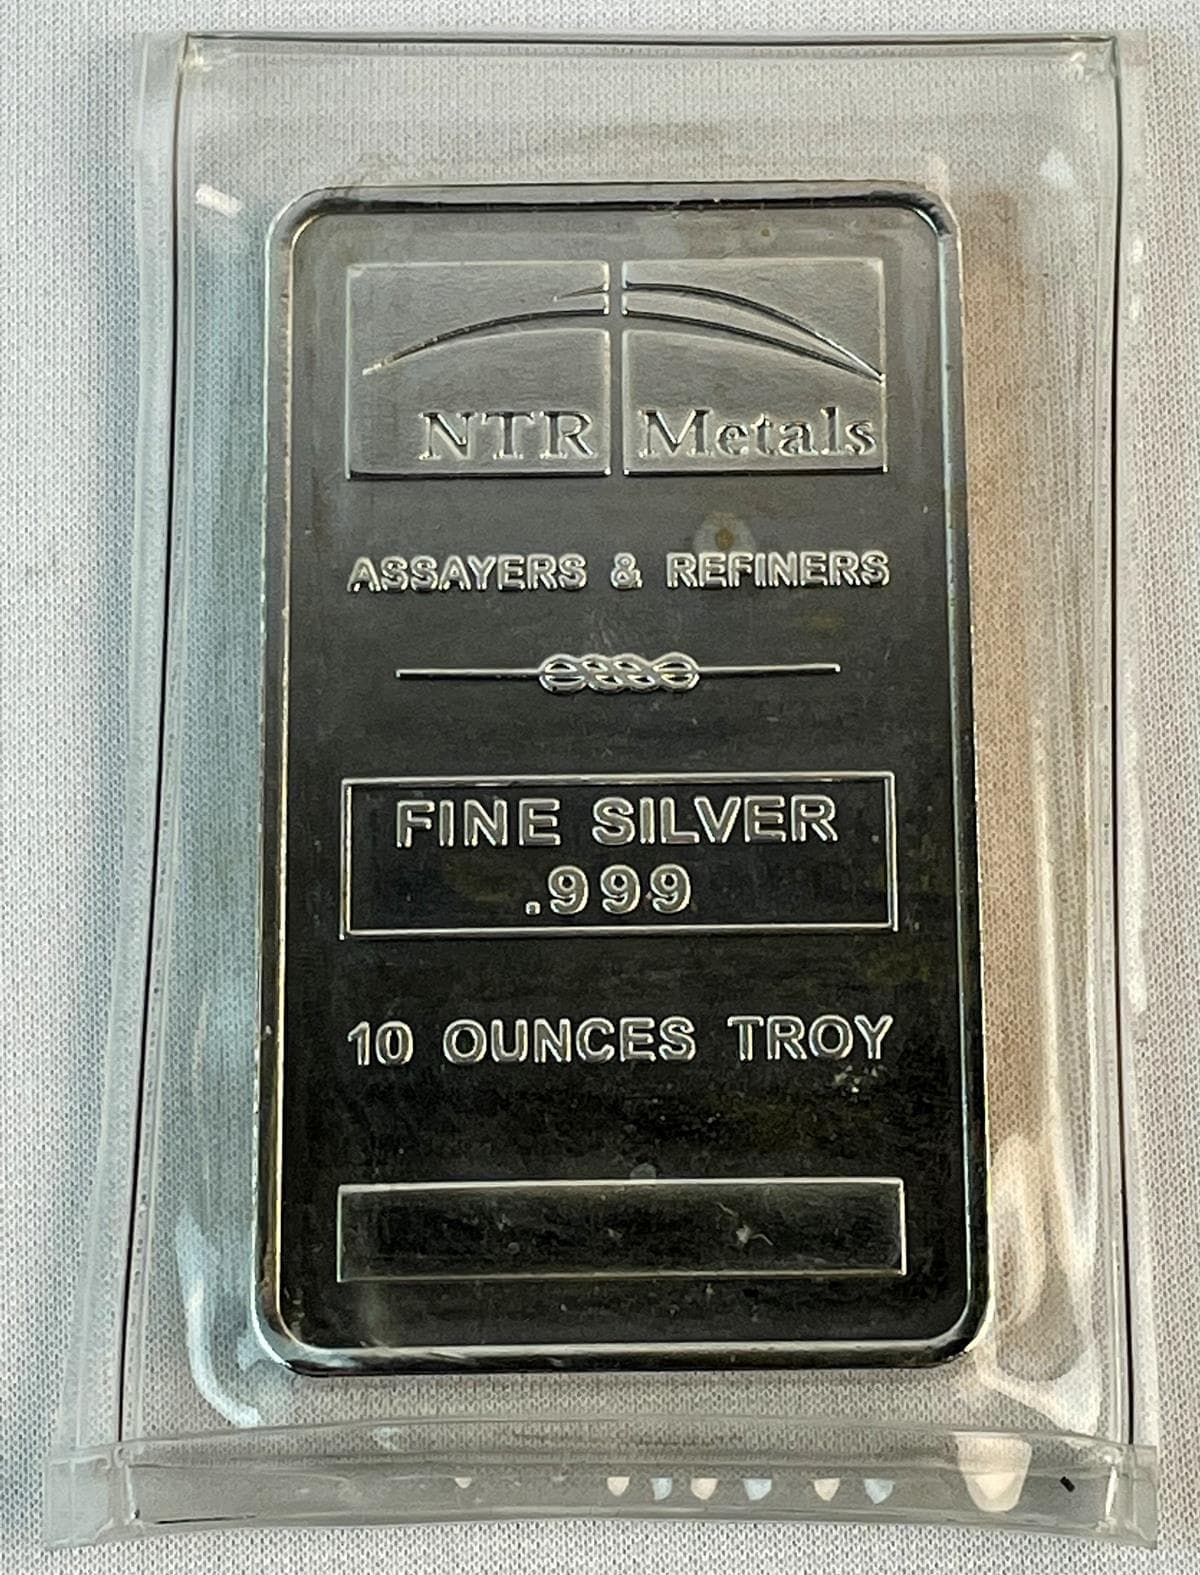 NTR Metals
ASSAYERS & REFINERS
FINE SILVER
.999
10 OUNCES TROY